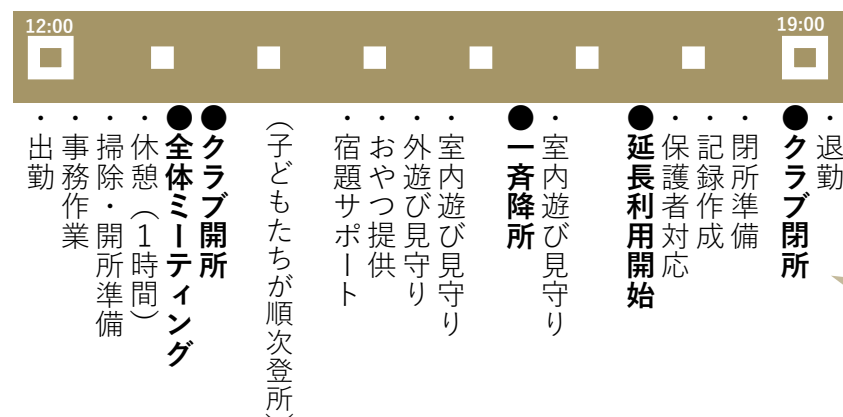 12:00
19:00
・出勤
・事務作業
・掃除・開所準備
・休憩（1時間）
●全体ミーティング
●クラブ開所
（子どもたちが順次登所）
・宿題サポート
・おやつ提供
・外遊び見守り
・室内遊び見守り
●一斉降所
・室内遊び見守り
●延長利用開始
・保護者対応
・記録作成
・閉所準備
●クラブ閉所
・退勤